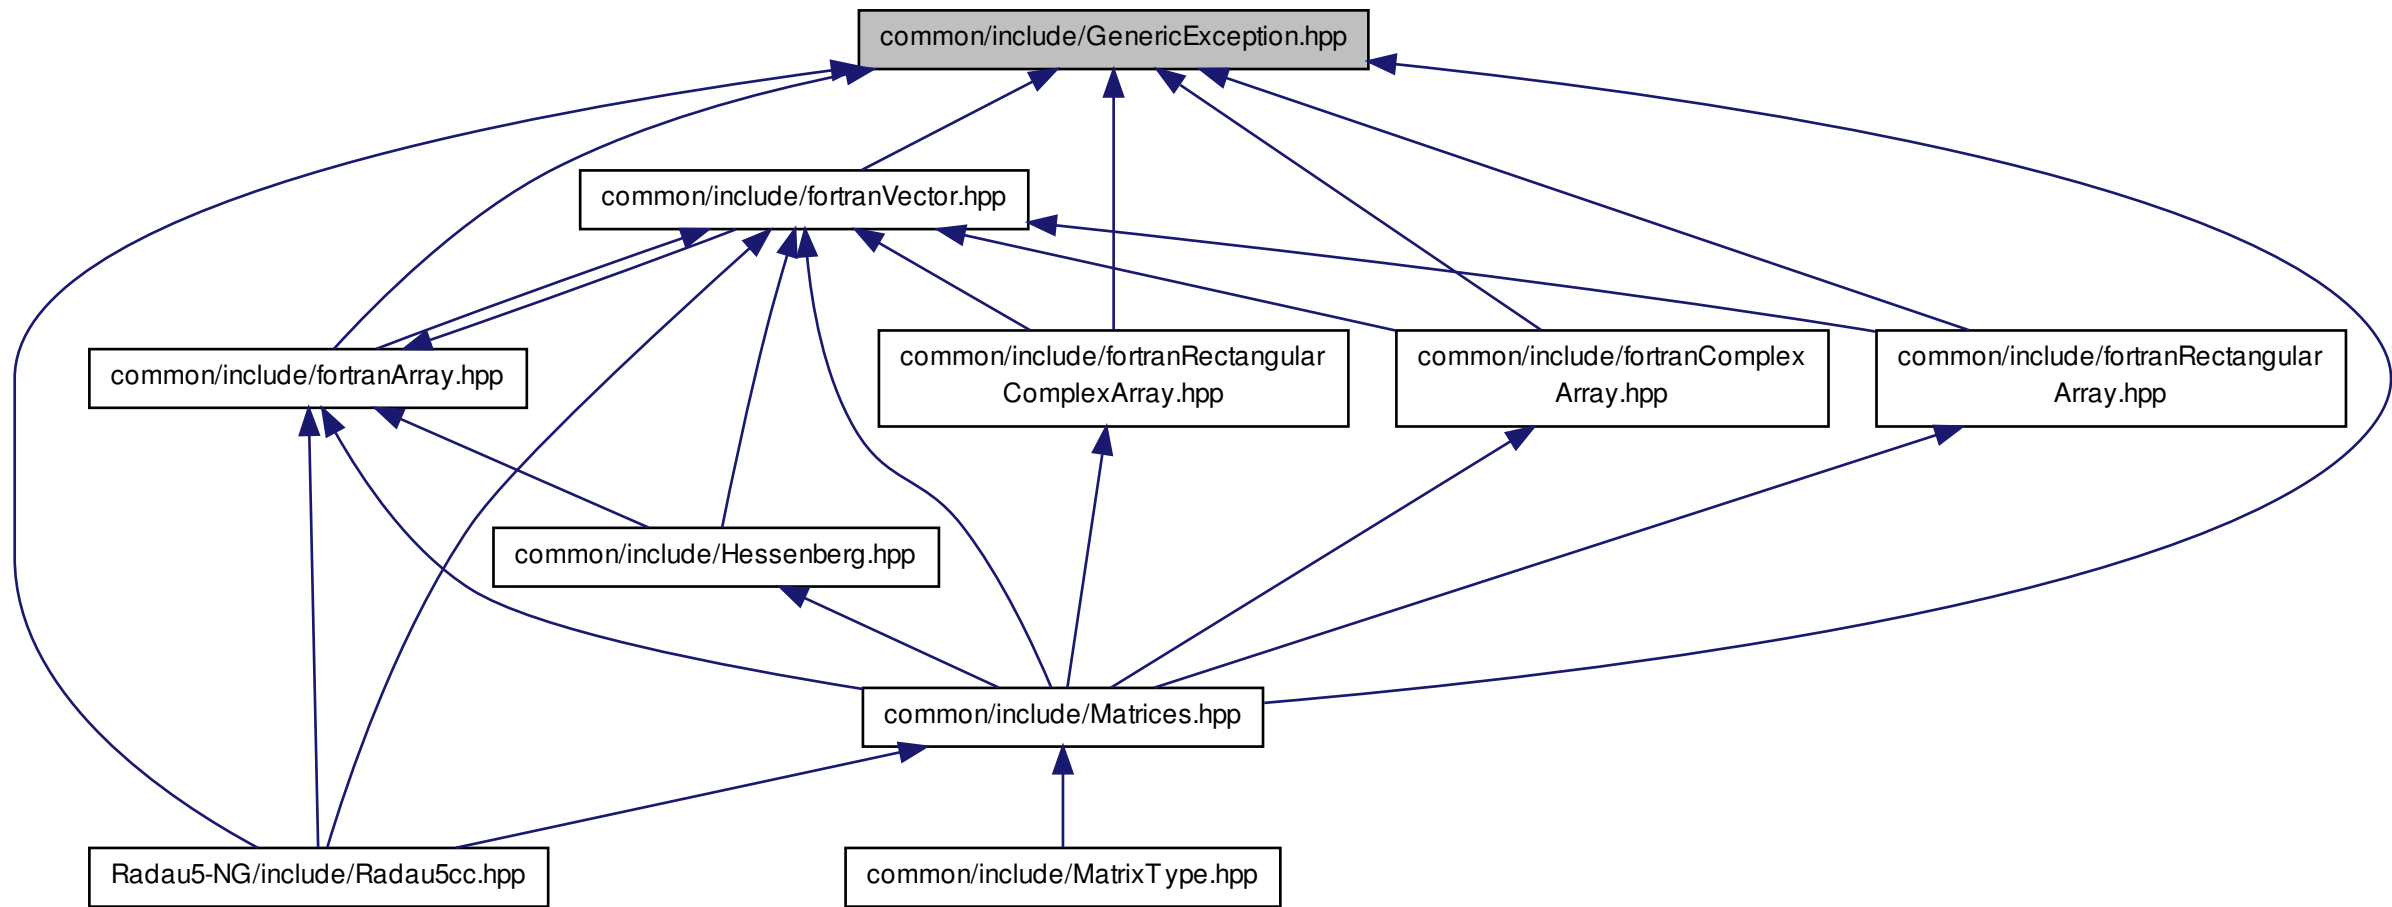 common/include/GenericException.hpp
common/include/fortranVector.hpp
common/include/fortranArray.hpp
common/include/fortranRectangular
ComplexArray.hpp
common/include/fortranComplex
Array.hpp
common/include/fortranRectangular
Array.hpp
common/include/Hessenberg.hpp
common/include/Matrices.hpp
Radau5-NG/include/Radau5cc.hpp
common/include/MatrixType.hpp